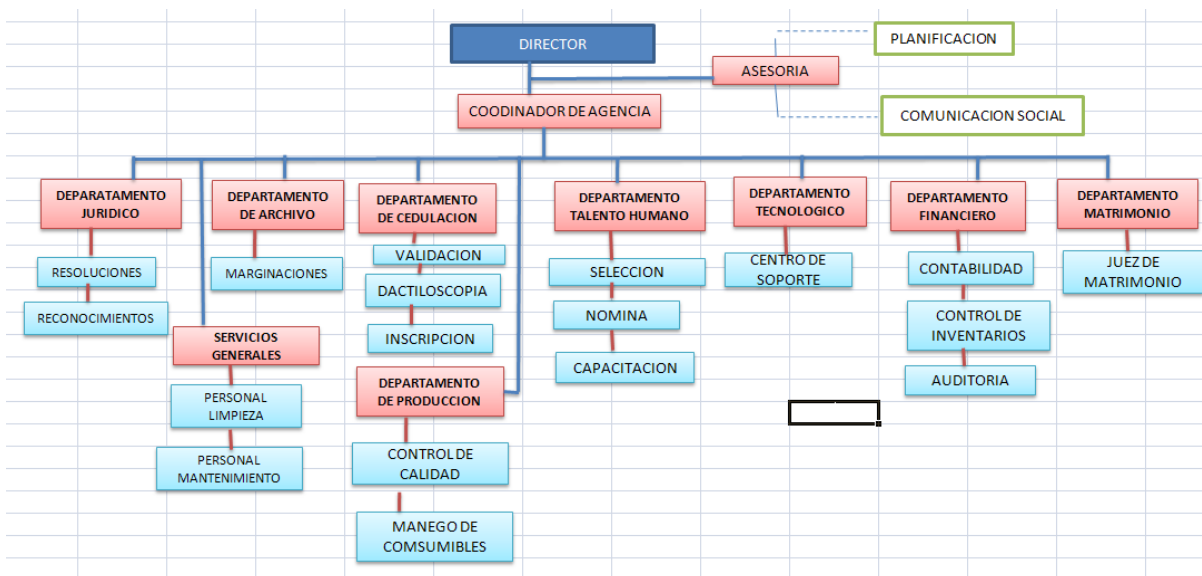 DIRECTOR
PLANIFICACION
ASESORIA
COODINADOR DE AGENCIA
COMUNICACION SOCIAL
DEPARATAMENTO
JURIDICO
RESOLUCIONES
RECONOCIMIENTOS
SERVICIOS
GENERALES
PERSONAL
LIMPIEZA
PERSONAL
MANTENIMIENTO
DEPARTAMENTO
DE ARCHIVO
MARGINACIONES
DEPARTAMENTO
DE CEDULACION
VALIDACION
DACTILOSCOPIA
INSCRIPCION
DEPARTAMENTO
DE PRODUCCION
CONTROL DE
CALIDAD
MANEGO DE
COMSUMIBLES
DEPARTAMENTO
TALENTO HUMANO
SELECCION
NOMINA
CAPACITACION
DEPARTAMENTO
TECNOLOGICO
CENTRO DE
SOPORTE
DEPARTAMENTO
FINANCIERO
CONTABILIDAD
CONTROL DE
INVENTARIOS
AUDITORIA
DEPARTAMENTO
MATRIMONIO
JUEZ DE
MATRIMONIO